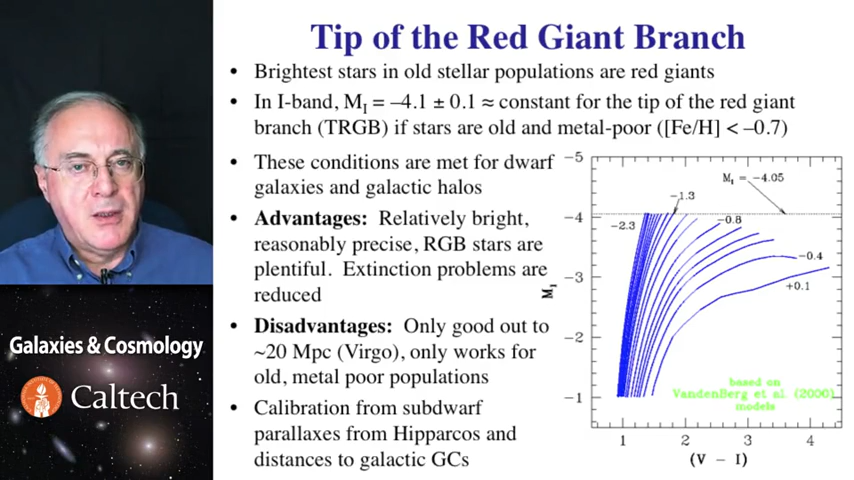 Tip of the Red Giant Branch
• Brightest stars in old stellar populations are red giants
• In I-band, M_I = –4.1 ± 0.1 ≈ constant for the tip of the red giant
branch (TRGB) if stars are old and metal-poor ([Fe/H] < –0.7)
• These conditions are met for dwarf
galaxies and galactic halos
• Advantages: Relatively bright,
reasonably precise, RGB stars are
plentiful. Extinction problems are
reduced
• Disadvantages: Only good out to
~20 Mpc (Virgo), only works for
old, metal poor populations
• Calibration from subdwarf
parallaxes from Hipparcos and
distances to galactic GCs
−5
−4
−3
−2
−1
M_I
M_I = −4.05
−1.3
−2.3
−0.8
−0.4
+0.1
based on
VandenBerg et al. (2000)
models
1 2 3 4
(V − I)
Galaxies & Cosmology
Caltech